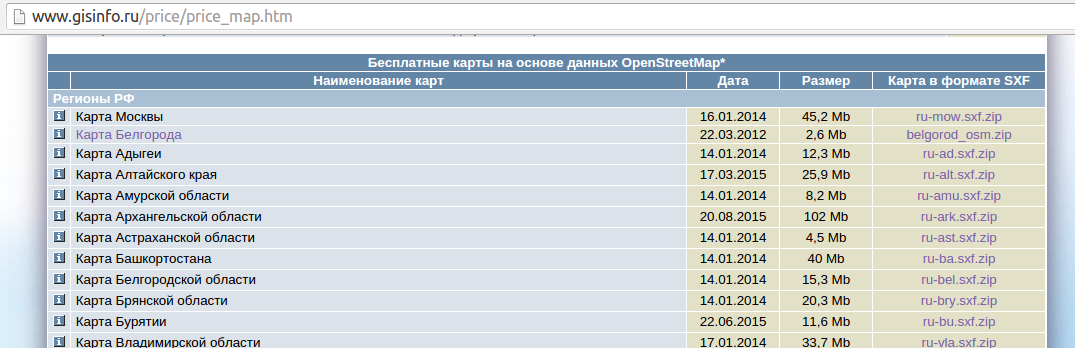 www.gisinfo.ru/price/price_map.htm
Бесплатные карты на основе данных OpenStreetMap*
Наименование карт Дата Размер Карта в формате SXF
Регионы РФ
Карта Москвы 16.01.2014 45,2 Mb ru-mow.sxf.zip
Карта Белгорода 22.03.2012 2,6 Mb belgorod_osm.zip
Карта Адыгеи 14.01.2014 12,3 Mb ru-ad.sxf.zip
Карта Алтайского края 17.03.2015 25,9 Mb ru-alt.sxf.zip
Карта Амурской области 14.01.2014 8,2 Mb ru-amu.sxf.zip
Карта Архангельской области 20.08.2015 102 Mb ru-ark.sxf.zip
Карта Астраханской области 14.01.2014 4,5 Mb ru-ast.sxf.zip
Карта Башкортостана 14.01.2014 40 Mb ru-ba.sxf.zip
Карта Белгородской области 14.01.2014 15,3 Mb ru-bel.sxf.zip
Карта Брянской области 14.01.2014 20,3 Mb ru-bry.sxf.zip
Карта Бурятии 22.06.2015 11,6 Mb ru-bu.sxf.zip
Карта Владимирской области 17.01.2014 33,7 Mb ru-vla.sxf.zip